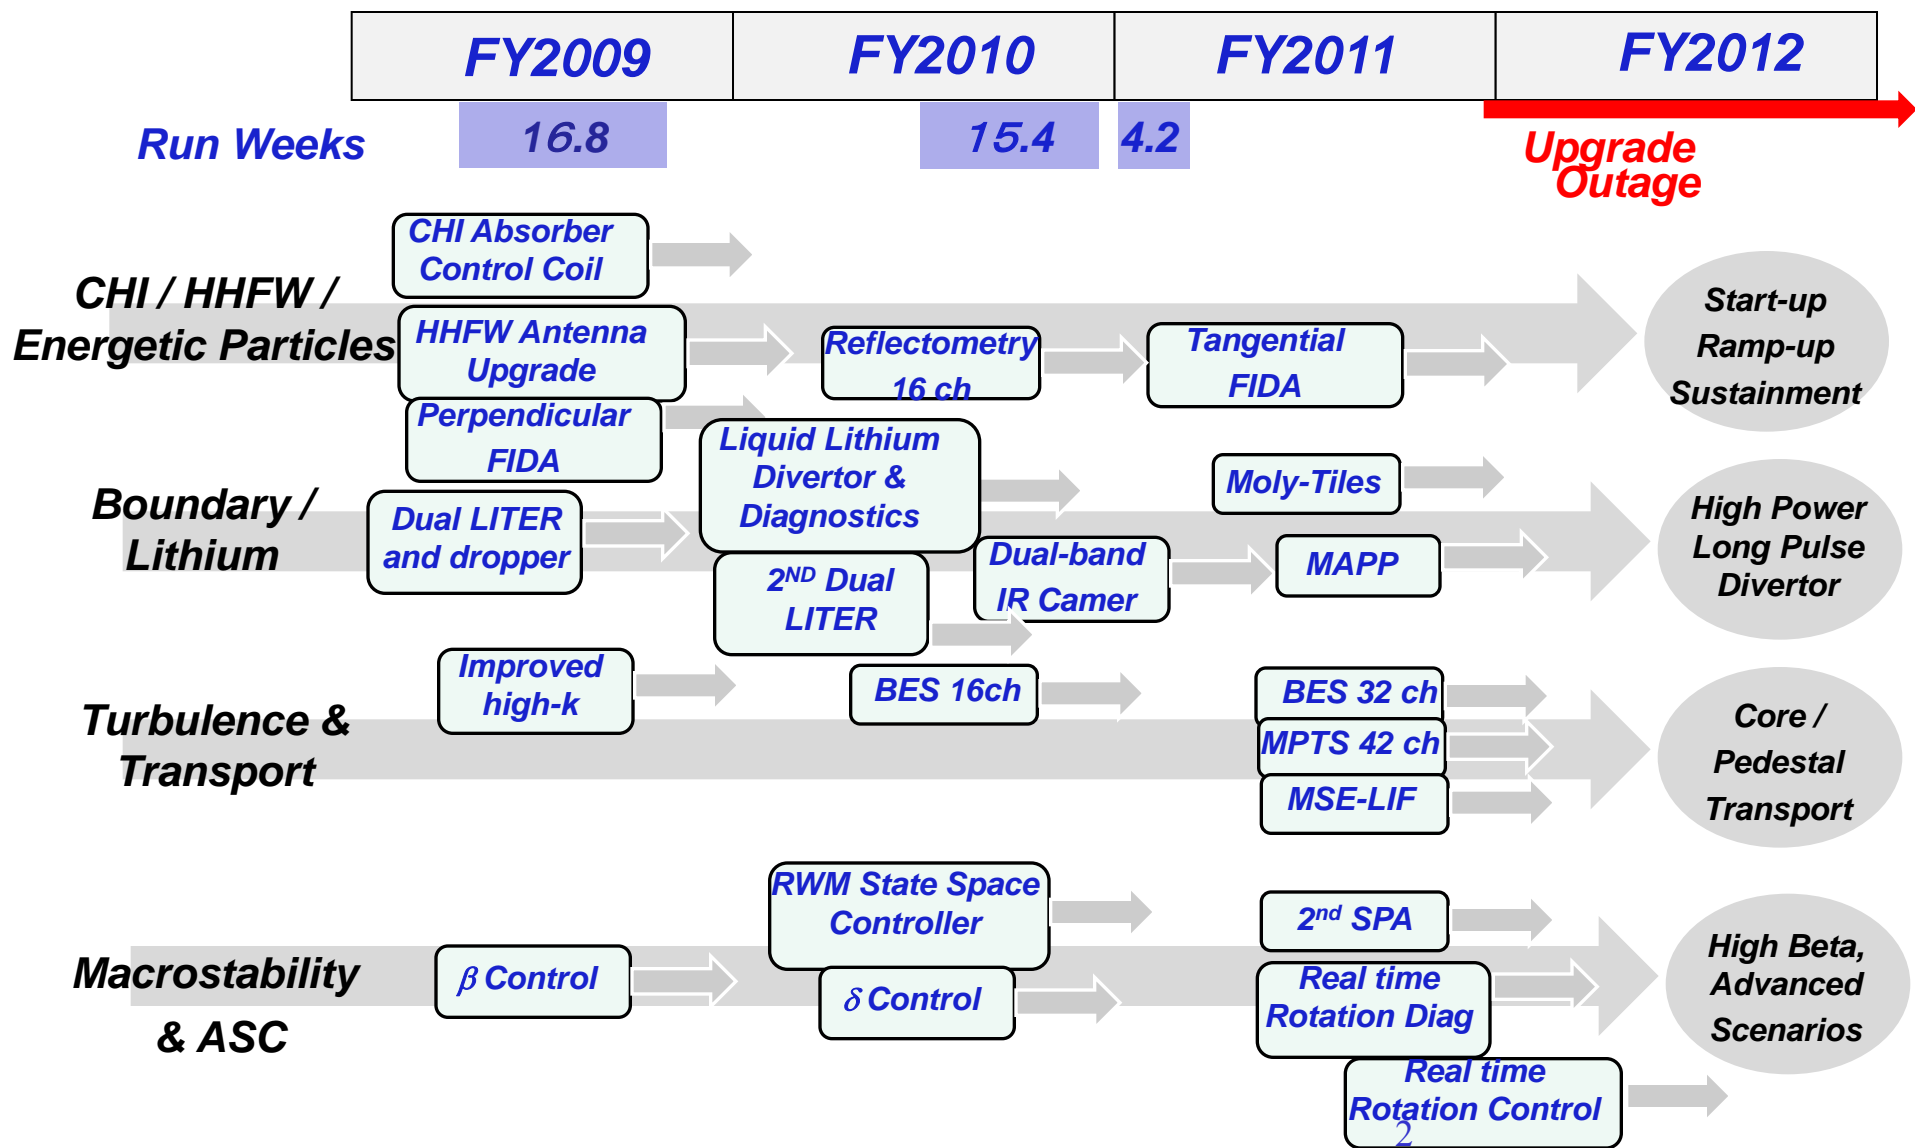 FY2009
FY2010
FY2011
FY2012
Run Weeks
16.8
15.4
4.2
Upgrade
Outage
CHI / HHFW /
Energetic Particles
CHI Absorber
Control Coil
HHFW Antenna
Upgrade
Perpendicular
FIDA
Reflectometry
16 ch
Tangential
FIDA
Start-up
Ramp-up
Sustainment
Boundary /
Lithium
Dual LITER
and dropper
Liquid Lithium
Divertor &
Diagnostics
2ND Dual
LITER
Dual-band
IR Camer
Moly-Tiles
MAPP
High Power
Long Pulse
Divertor
Turbulence &
Transport
Improved
high-k
BES 16ch
BES 32 ch
MPTS 42 ch
MSE-LIF
Core /
Pedestal
Transport
Macrostability
& ASC
β Control
RWM State Space
Controller
δ Control
2nd SPA
Real time
Rotation Diag
Real time
Rotation Control
High Beta,
Advanced
Scenarios
2